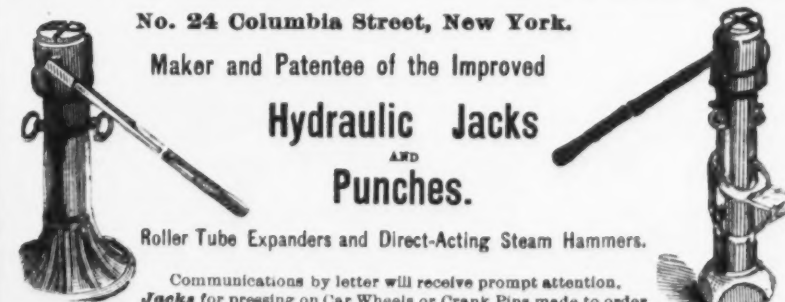 No. 24 Columbia Street, New York.
Maker and Patentee of the Improved
Hydraulic Jacks
AND
Punches.
Roller Tube Expanders and Direct-Acting Steam Hammers.
Communications by letter will receive prompt attention.
Jacks for pressing on Car Wheels or Crank Pins made to order